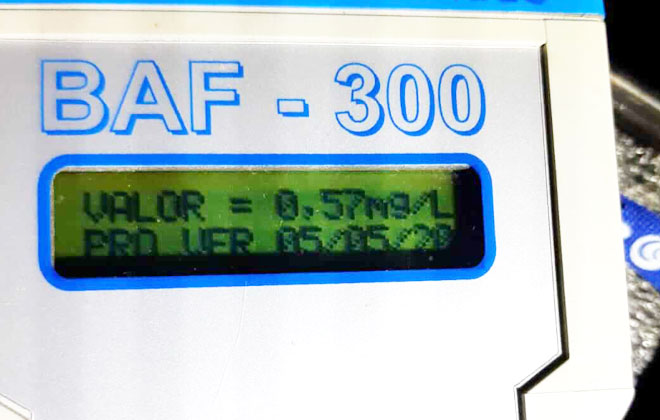 BAF - 300
VALOR = 0.57mg/L
PRO VER 05/05/20